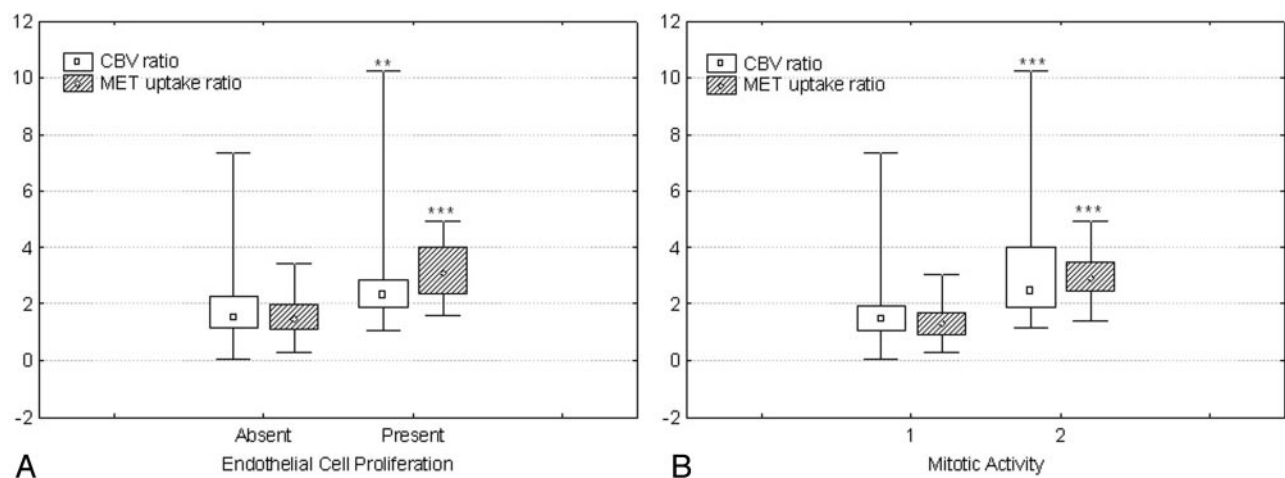 12
10
8
6
4
2
0
-2
CBV ratio
MET uptake ratio
**
***
Absent Present
Endothelial Cell Proliferation
A
12
10
8
6
4
2
0
-2
CBV ratio
MET uptake ratio
***
***
1 2
Mitotic Activity
B